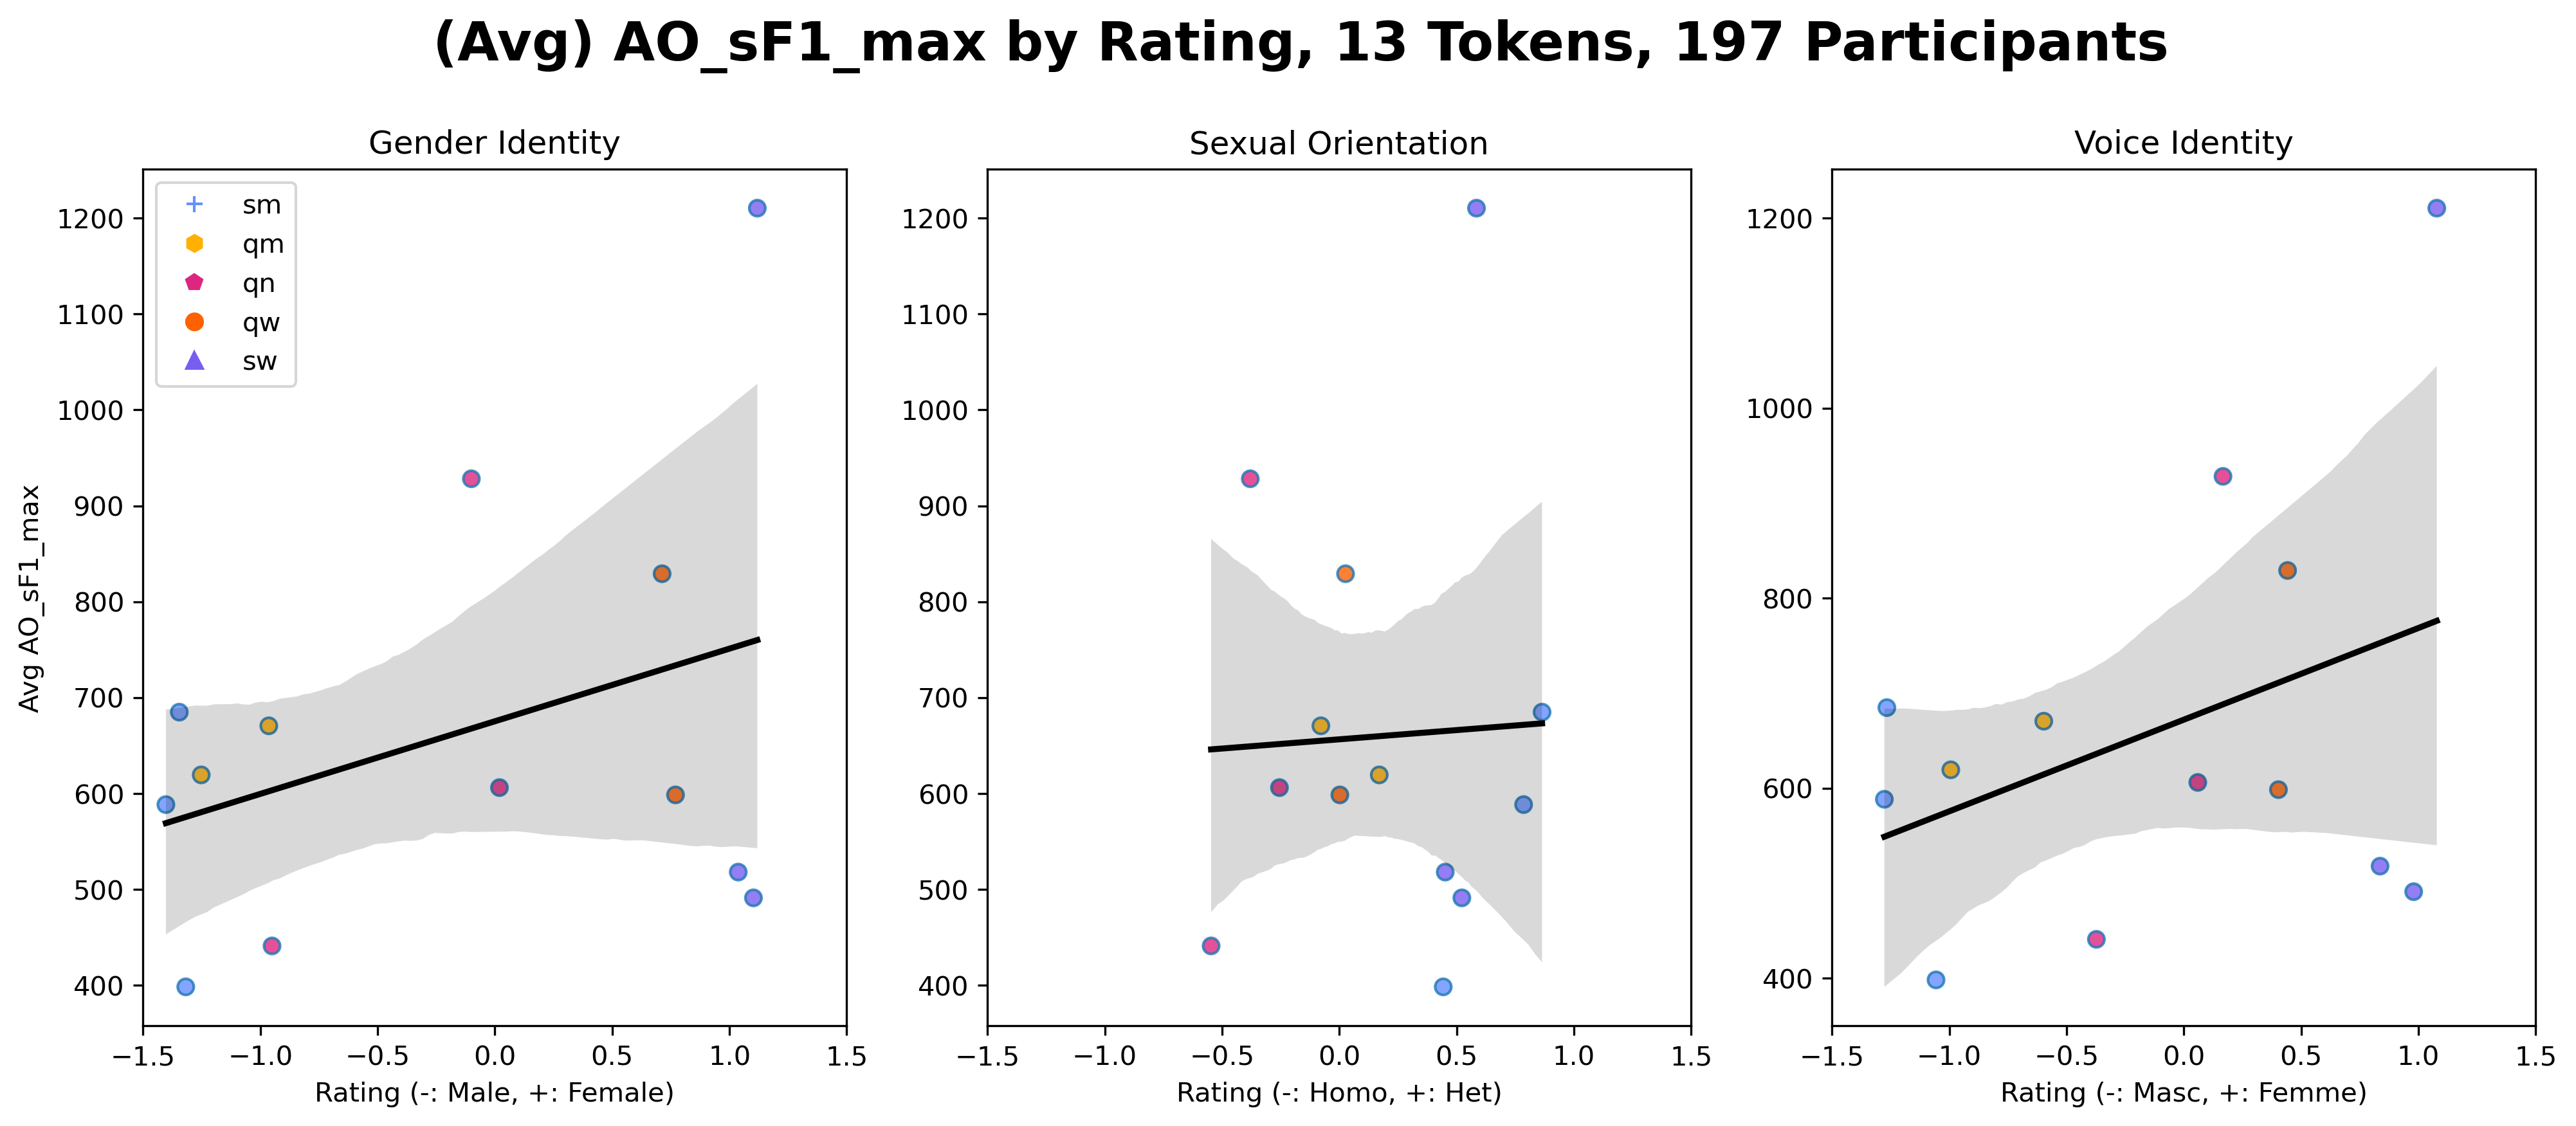 (Avg) AO_sF1_max by Rating, 13 Tokens, 197 Participants
Gender Identity
sm
qm
qn
qw
sw
1200
1100
1000
900
800
700
600
500
400
Avg AO_sF1_max
−1.5 −1.0 −0.5 0.0 0.5 1.0 1.5
Rating (-: Male, +: Female)
Sexual Orientation
1200
1100
1000
900
800
700
600
500
400
−1.5 −1.0 −0.5 0.0 0.5 1.0 1.5
Rating (-: Homo, +: Het)
Voice Identity
1200
1000
800
600
400
−1.5 −1.0 −0.5 0.0 0.5 1.0 1.5
Rating (-: Masc, +: Femme)